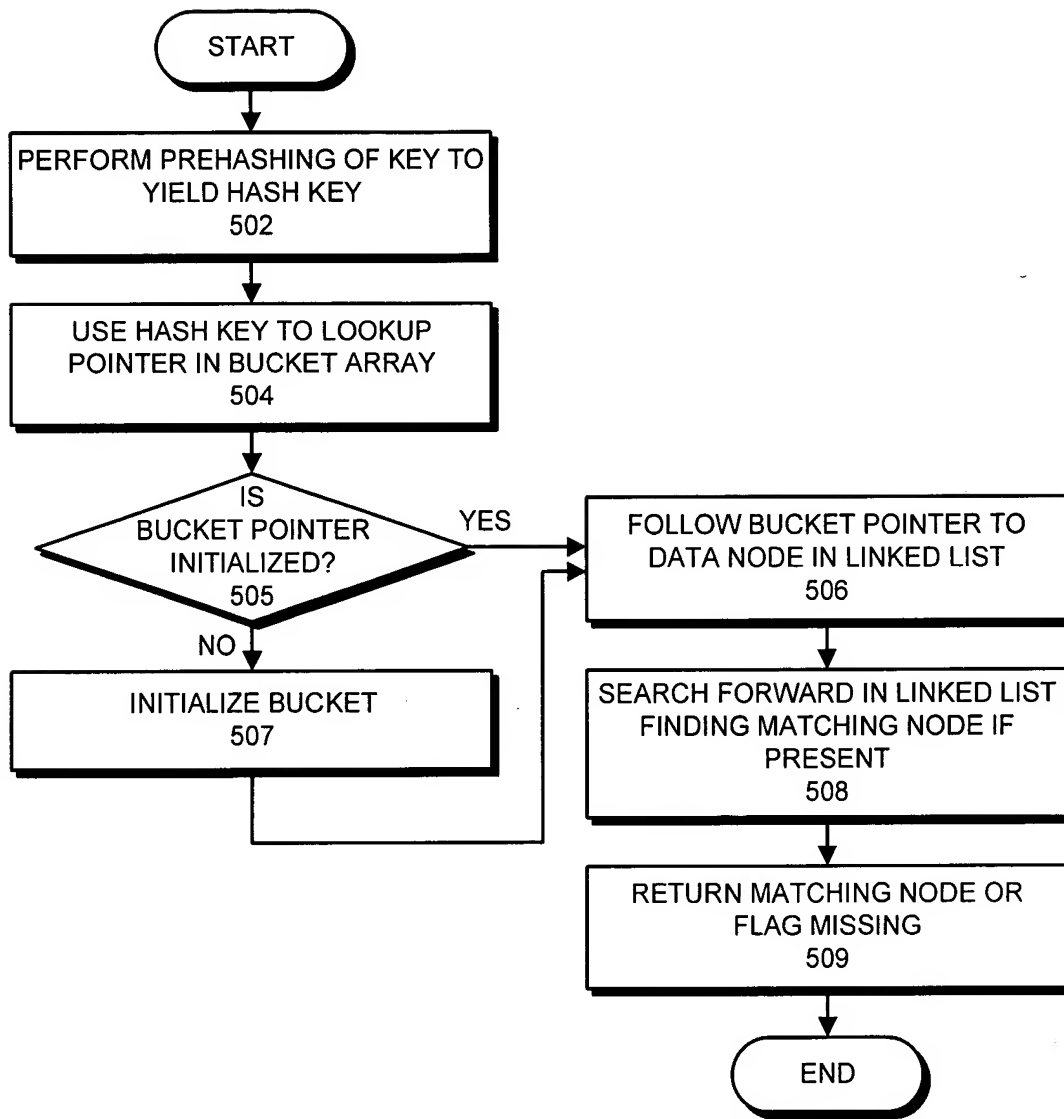 START
PERFORM PREHASHING OF KEY TO
YIELD HASH KEY
502
USE HASH KEY TO LOOKUP
POINTER IN BUCKET ARRAY
504
IS
BUCKET POINTER
INITIALIZED?
505
YES
NO
INITIALIZE BUCKET
507
FOLLOW BUCKET POINTER TO
DATA NODE IN LINKED LIST
506
SEARCH FORWARD IN LINKED LIST
FINDING MATCHING NODE IF
PRESENT
508
RETURN MATCHING NODE OR
FLAG MISSING
509
END